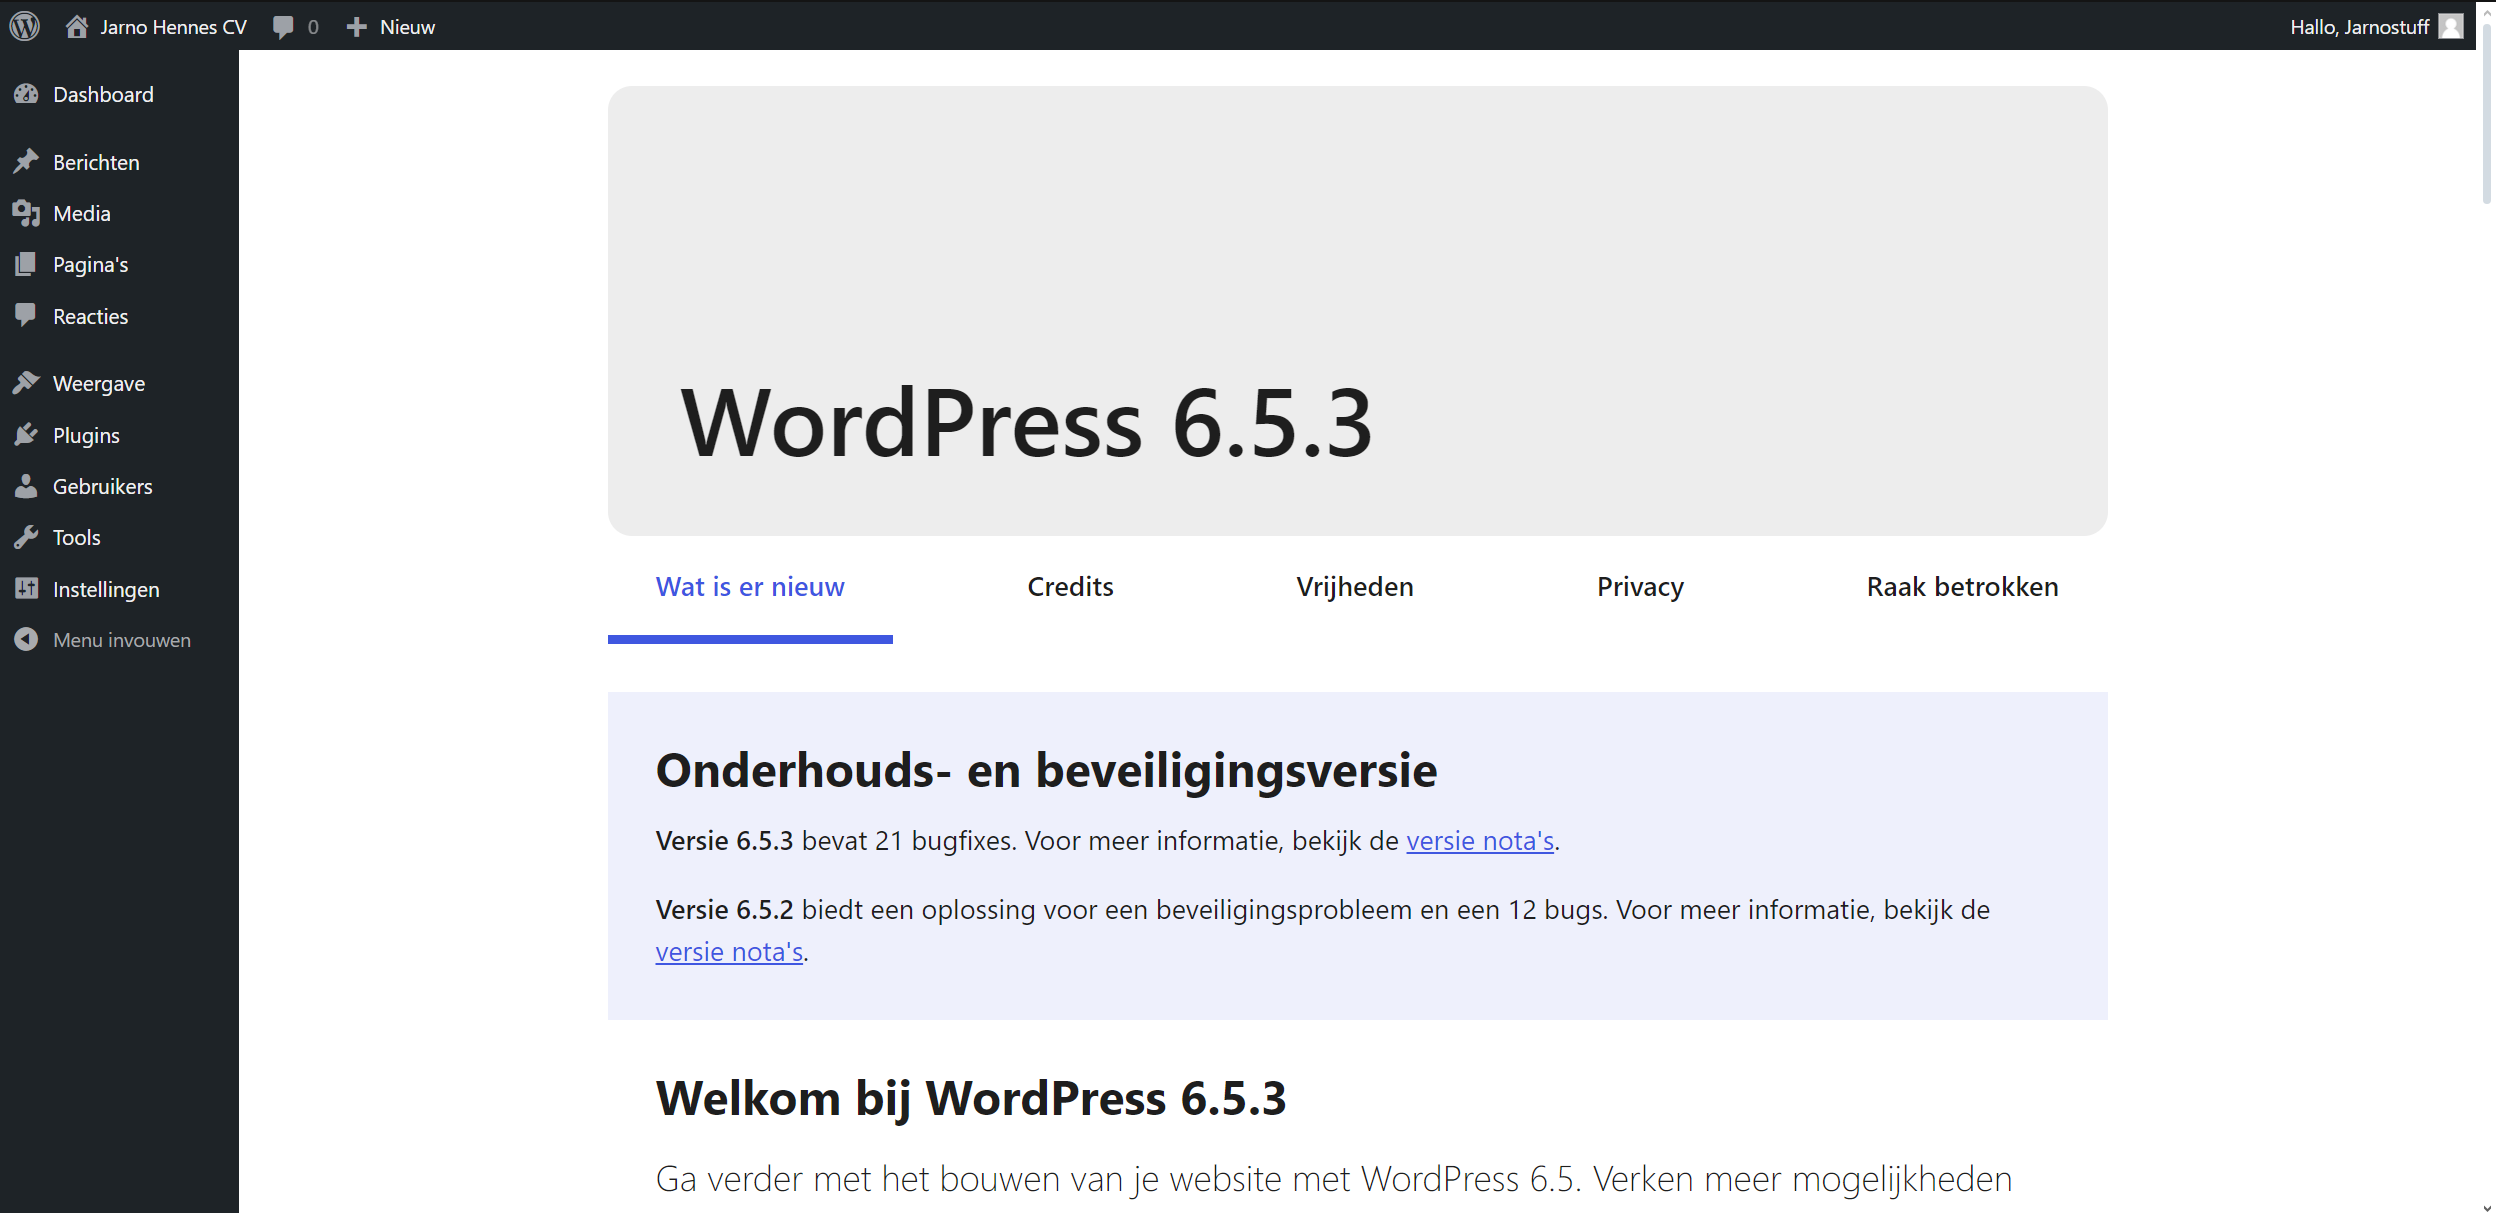 Jarno Hennes CV 0 Nieuw Hallo, Jarnostuff
Dashboard
Berichten
Media
Pagina's
Reacties
Weergave
Plugins
Gebruikers
Tools
Instellingen
Menu invouwen
WordPress 6.5.3
Wat is er nieuw Credits Vrijheden Privacy Raak betrokken
Onderhouds- en beveiligingsversie
Versie 6.5.3 bevat 21 bugfixes. Voor meer informatie, bekijk de versie nota's.
Versie 6.5.2 biedt een oplossing voor een beveiligingsprobleem en een 12 bugs. Voor meer informatie, bekijk de
versie nota's.
Welkom bij WordPress 6.5.3
Ga verder met het bouwen van je website met WordPress 6.5. Verken meer mogelijkheden